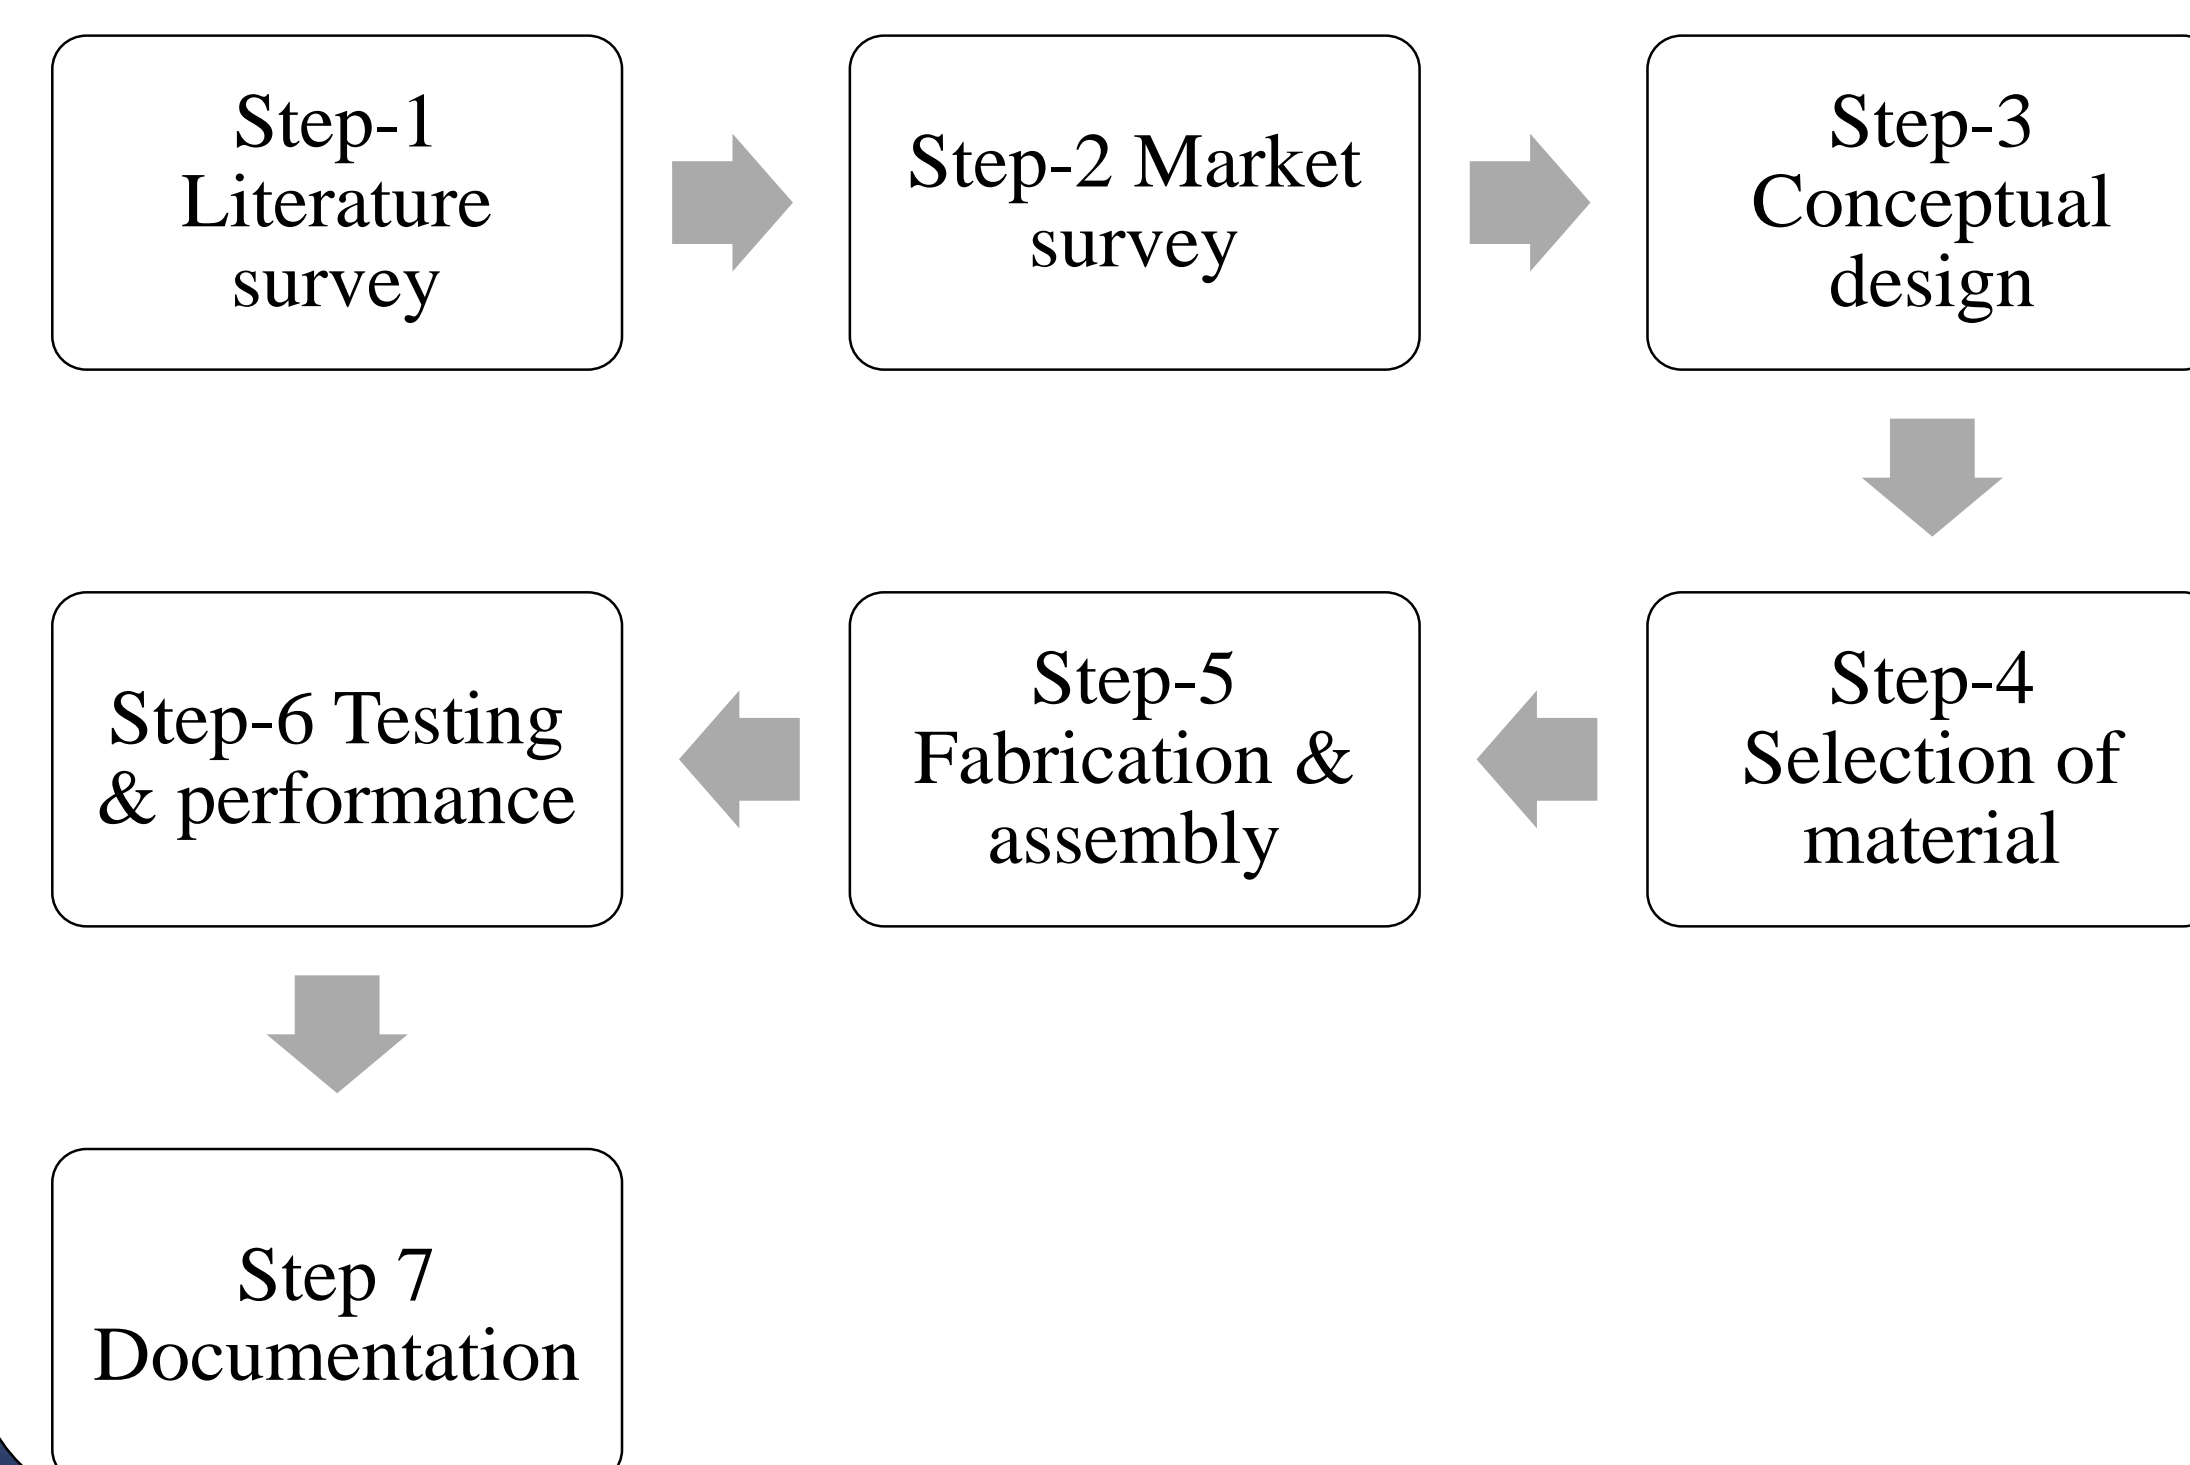 Step-1
Literature
survey
Step-2 Market
survey
Step-3
Conceptual
design
Step-4
Selection of
material
Step-5
Fabrication &
assembly
Step-6 Testing
& performance
Step 7
Documentation